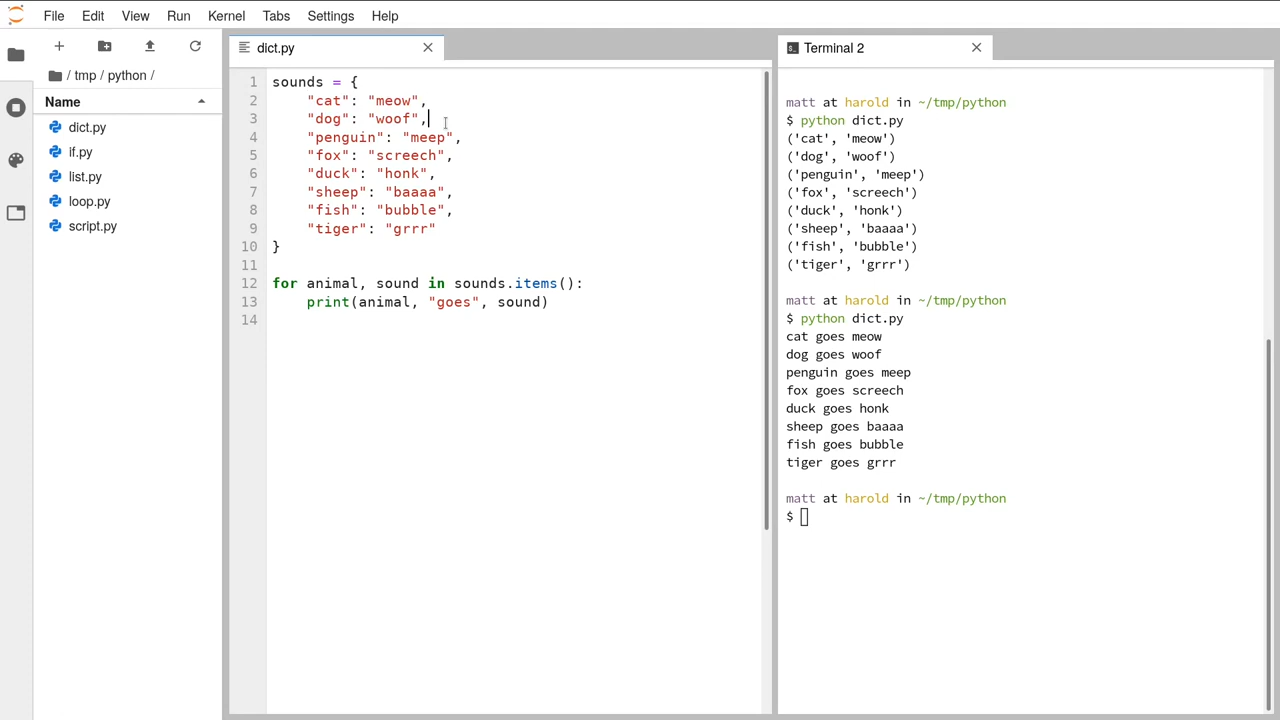 File Edit View Run Kernel Tabs Settings Help
/ tmp / python /
Name
dict.py
if.py
list.py
loop.py
script.py
dict.py
1 sounds = {
2     "cat": "meow",
3     "dog": "woof",
4     "penguin": "meep",
5     "fox": "screech",
6     "duck": "honk",
7     "sheep": "baaaa",
8     "fish": "bubble",
9     "tiger": "grrr"
10 }
11
12 for animal, sound in sounds.items():
13     print(animal, "goes", sound)
14
Terminal 2
matt at harold in ~/tmp/python
$ python dict.py
('cat', 'meow')
('dog', 'woof')
('penguin', 'meep')
('fox', 'screech')
('duck', 'honk')
('sheep', 'baaaa')
('fish', 'bubble')
('tiger', 'grrr')
matt at harold in ~/tmp/python
$ python dict.py
cat goes meow
dog goes woof
penguin goes meep
fox goes screech
duck goes honk
sheep goes baaaa
fish goes bubble
tiger goes grrr
matt at harold in ~/tmp/python
$